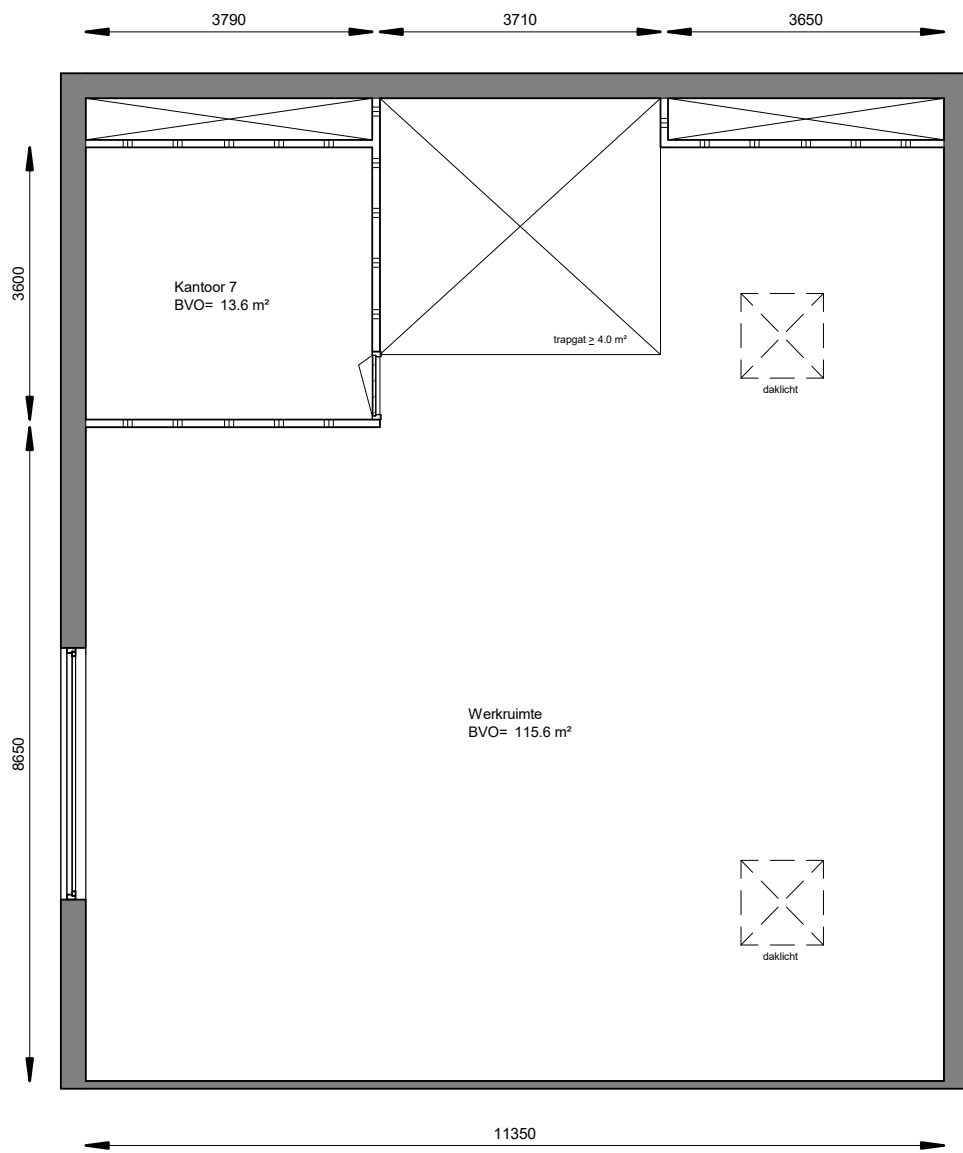 3790
3710
3650
3600
Kantoor 7
BVO= 13.6 m²
trapgat ≥ 4.0 m²
daklicht
8650
Werkruimte
BVO= 115.6 m²
daklicht
11350